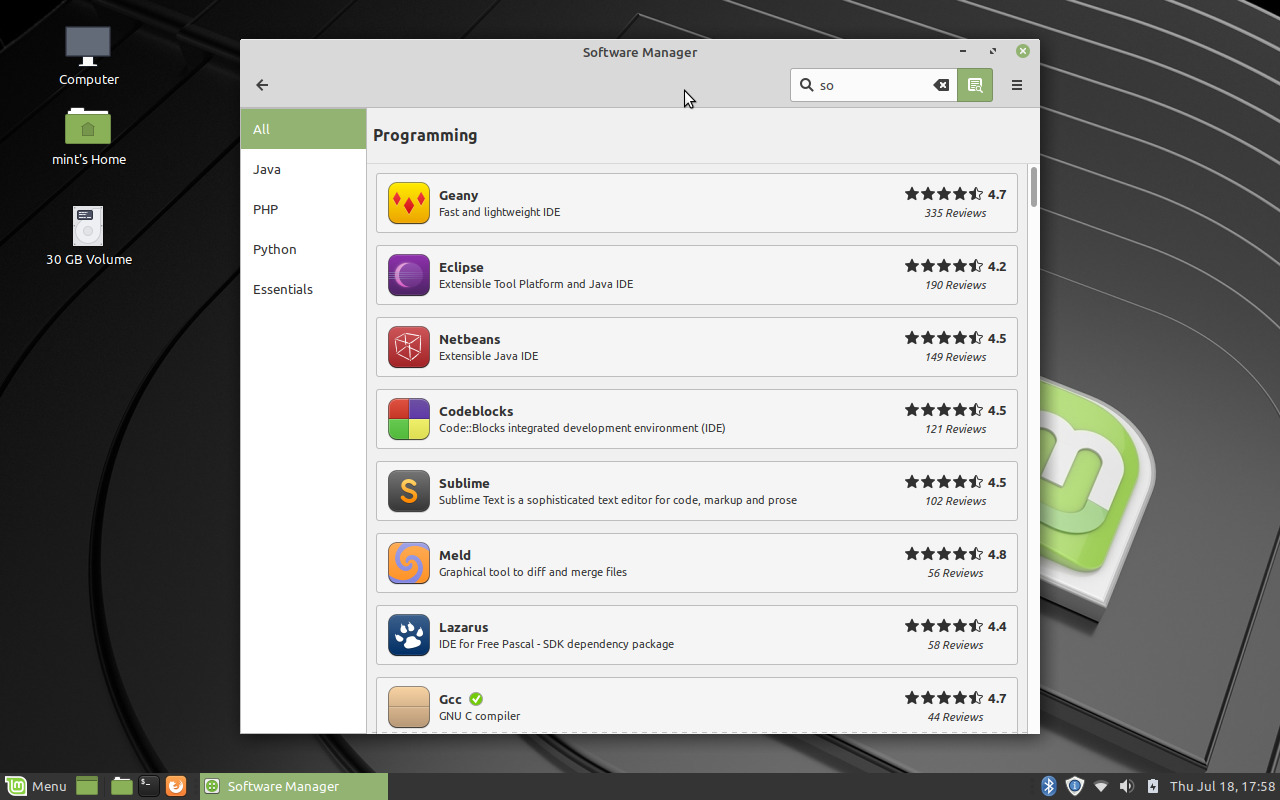 Computer
mint's Home
30 GB Volume
Software Manager
so
All
Java
PHP
Python
Essentials
Programming
Geany
Fast and lightweight IDE
4.7
335 Reviews
Eclipse
Extensible Tool Platform and Java IDE
4.2
190 Reviews
Netbeans
Extensible Java IDE
4.5
149 Reviews
Codeblocks
Code::Blocks integrated development environment (IDE)
4.5
121 Reviews
S
Sublime
Sublime Text is a sophisticated text editor for code, markup and prose
4.5
102 Reviews
Meld
Graphical tool to diff and merge files
4.8
56 Reviews
Lazarus
IDE for Free Pascal - SDK dependency package
4.4
58 Reviews
Gcc
GNU C compiler
4.7
44 Reviews
Menu
$_
Software Manager
Thu Jul 18, 17:58